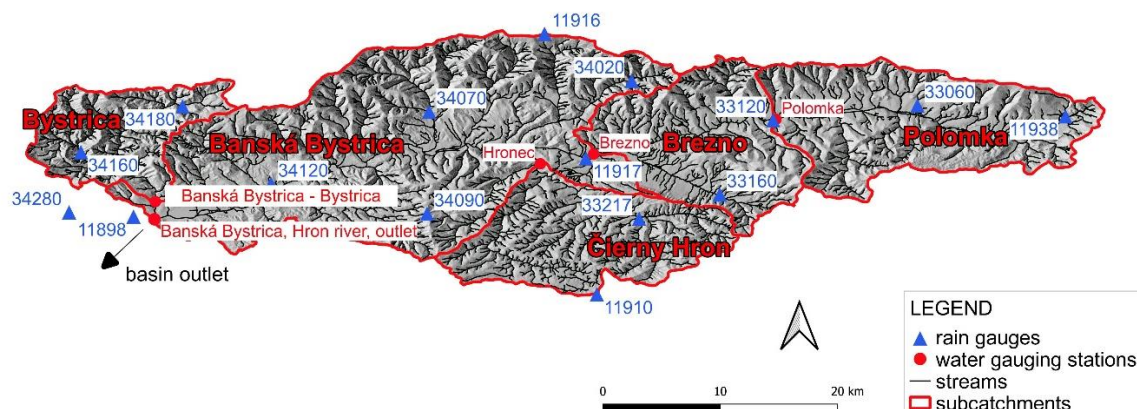 11916
34020
34070
33120
Polomka
33060
34180
Bystrica
Banská Bystrica
Brezno
Polomka
11938
Brezno
Hronec
34160
11917
34120
33160
Banská Bystrica - Bystrica
34280
34090
33217
11898
Banská Bystrica, Hron river, outlet
Čierny Hron
basin outlet
11910
LEGEND
rain gauges
water gauging stations
streams
subcatchments
0 10 20 km